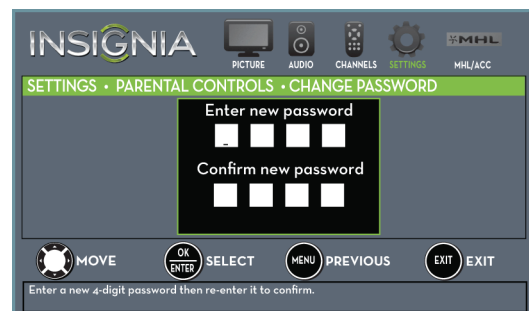 INSIGNIA
PICTURE AUDIO CHANNELS SETTINGS MHL MHL/ACC
SETTINGS • PARENTAL CONTROLS • CHANGE PASSWORD
Enter new password
_
Confirm new password
MOVE OK ENTER SELECT MENU PREVIOUS EXIT EXIT
Enter a new 4-digit password then re-enter it to confirm.